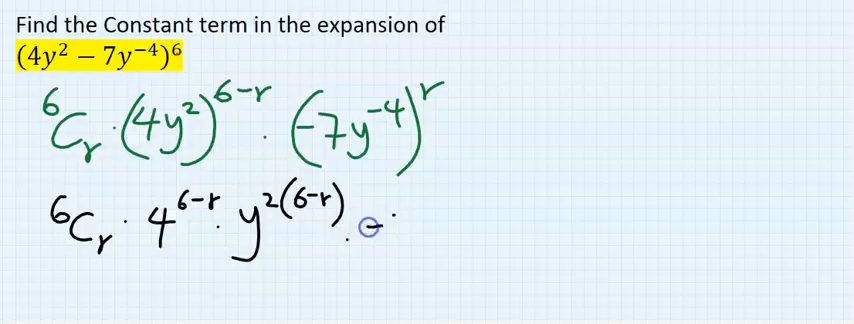 Find the Constant term in the expansion of
(4y² − 7y⁻⁴)⁶
⁶Cᵣ · (4y²)⁶⁻ʳ · (−7y⁻⁴)ʳ
⁶Cᵣ · 4⁶⁻ʳ · y²⁽⁶⁻ʳ⁾ · −